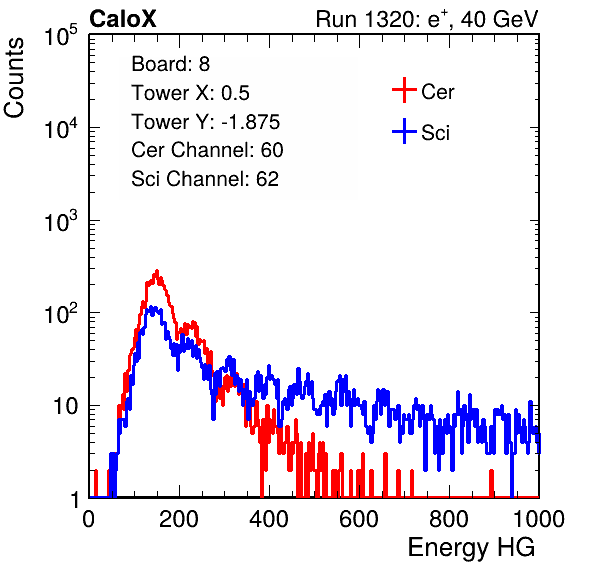 CaloX Run 1320: e⁺, 40 GeV
Counts
10⁵
10⁴
10³
10²
10
1
Board: 8
Tower X: 0.5
Tower Y: -1.875
Cer Channel: 60
Sci Channel: 62
Cer
Sci
0 200 400 600 800 1000
Energy HG